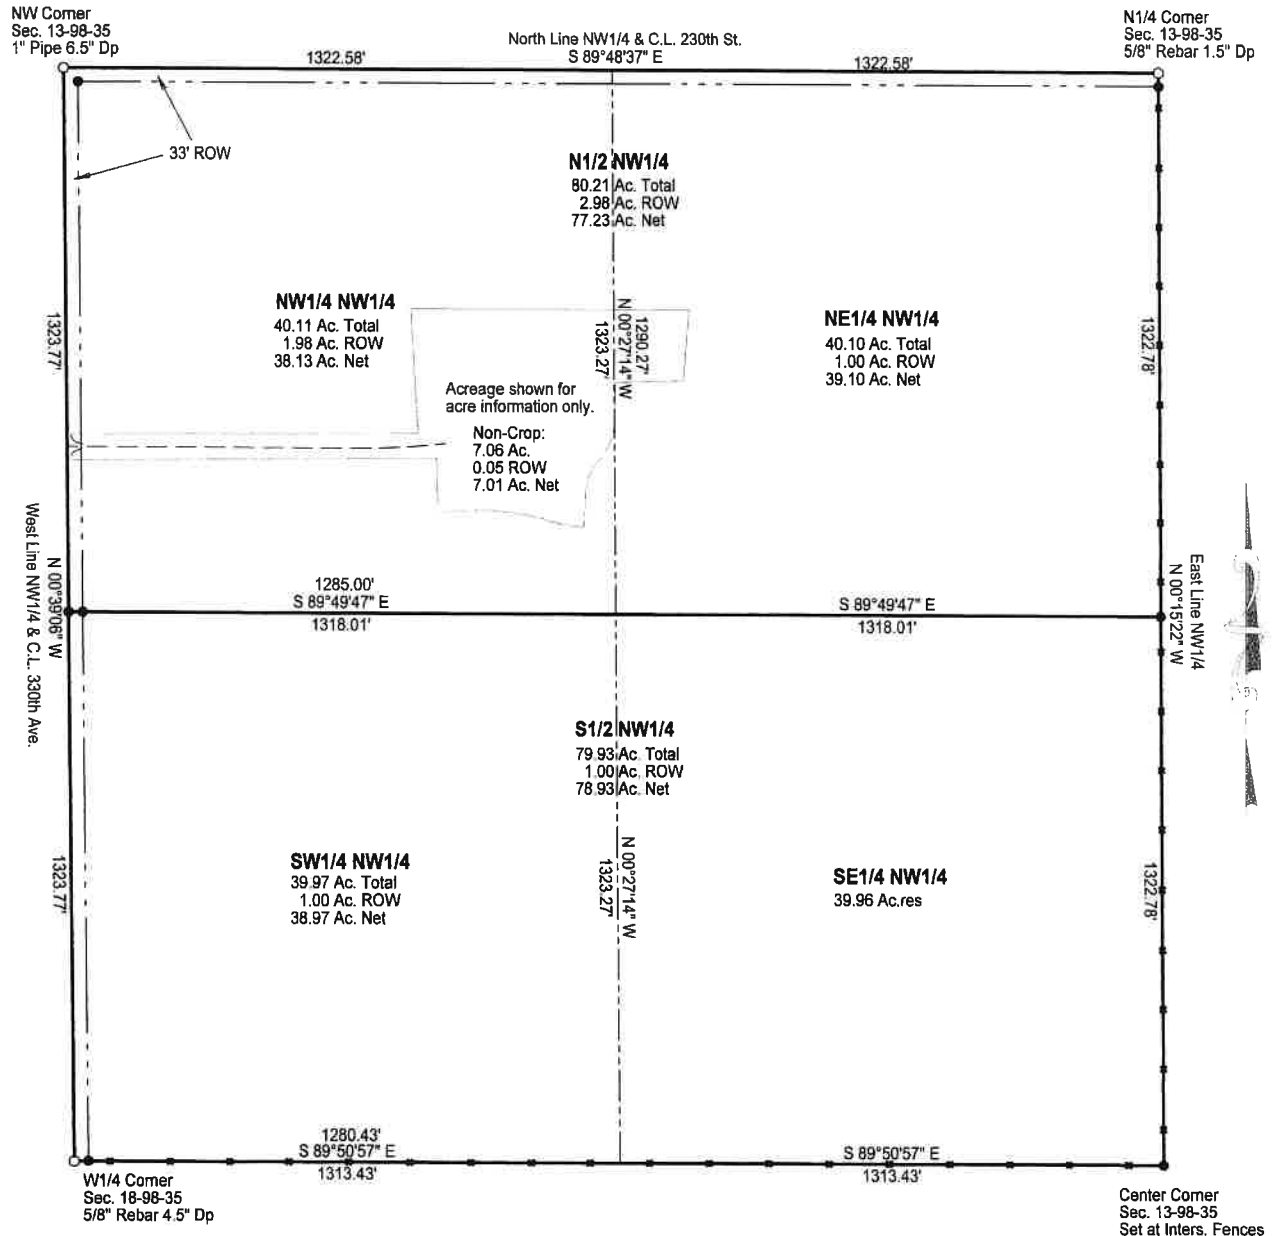 NW Corner
Sec. 13-98-35
1" Pipe 6.5" Dp
N1/4 Corner
Sec. 13-98-35
5/8" Rebar 1.5" Dp
North Line NW1/4 & C.L. 230th St.
1322.58'
S 89°48'37" E
1322.58'
33' ROW
N1/2 NW1/4
80.21 Ac. Total
2.98 Ac. ROW
77.23 Ac. Net
NW1/4 NW1/4
40.11 Ac. Total
1.98 Ac. ROW
38.13 Ac. Net
NE1/4 NW1/4
40.10 Ac. Total
1.00 Ac. ROW
39.10 Ac. Net
1323.77'
1290.27'
N 00°27'14" W
1323.27'
1322.78'
Acreage shown for
acre information only.
Non-Crop:
7.06 Ac.
0.05 ROW
7.01 Ac. Net
West Line NW1/4 & C.L. 330th Ave.
N 00°39'06" W
East Line NW1/4
N 00°15'22" W
1285.00'
S 89°49'47" E
1318.01'
S 89°49'47" E
1318.01'
S1/2 NW1/4
79.93 Ac. Total
1.00 Ac. ROW
78.93 Ac. Net
SW1/4 NW1/4
39.97 Ac. Total
1.00 Ac. ROW
38.97 Ac. Net
SE1/4 NW1/4
39.96 Ac.res
1323.77'
N 00°27'14" W
1323.27'
1322.78'
1280.43'
S 89°50'57" E
1313.43'
S 89°50'57" E
1313.43'
W1/4 Corner
Sec. 18-98-35
5/8" Rebar 4.5" Dp
Center Corner
Sec. 13-98-35
Set at Inters. Fences